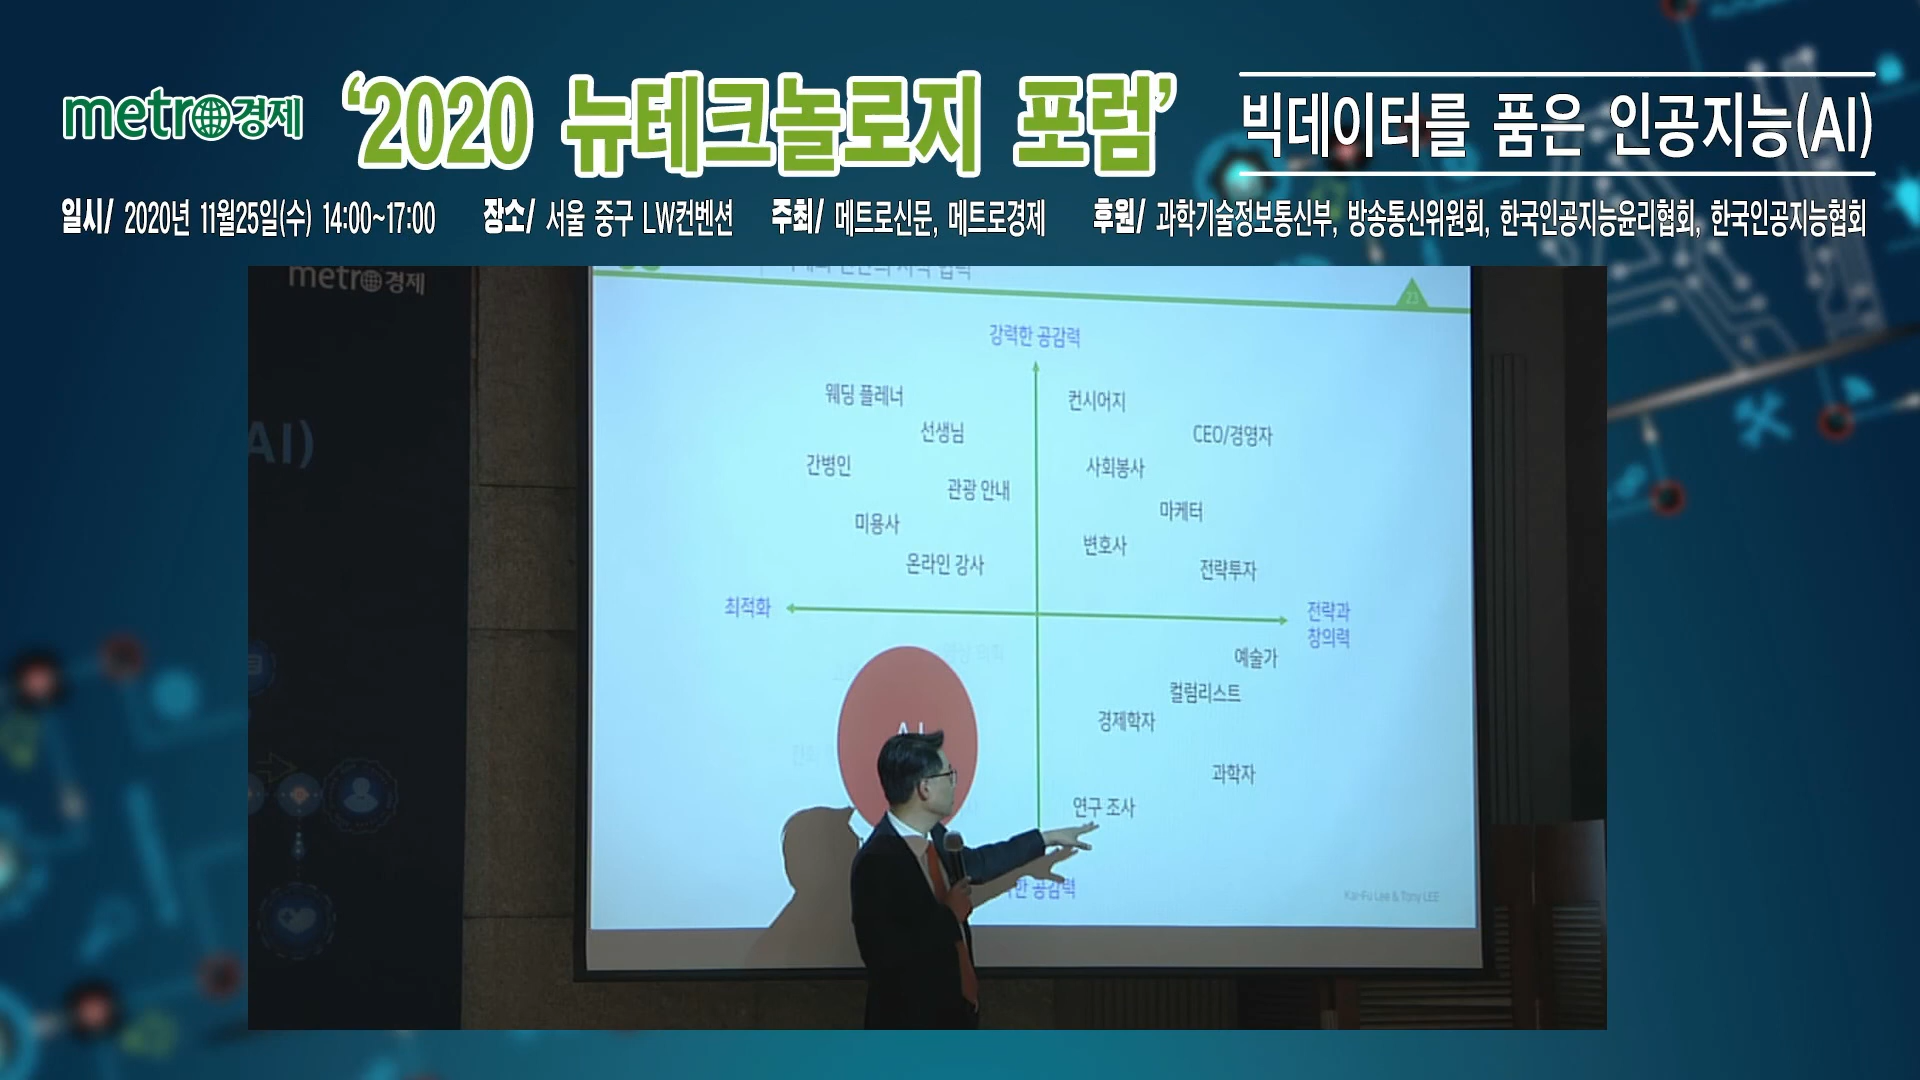 metro경제
‘2020 뉴테크놀로지 포럼’
빅데이터를 품은 인공지능(AI)
일시/ 2020년 11월25일(수) 14:00~17:00
장소/ 서울 중구 LW컨벤션
주최/ 메트로신문, 메트로경제
후원/ 과학기술정보통신부, 방송통신위원회, 한국인공지능윤리협회, 한국인공지능협회
metro경제
AI)
23
강력한 공감력
웨딩 플레너
컨시어지
선생님
CEO/경영자
간병인
사회봉사
관광 안내
마케터
미용사
변호사
온라인 강사
전략투자
최적화
전략과
창의력
예술가
컬럼리스트
경제학자
과학자
연구 조사
공감력
Kai-Fu Lee & Tony LEE